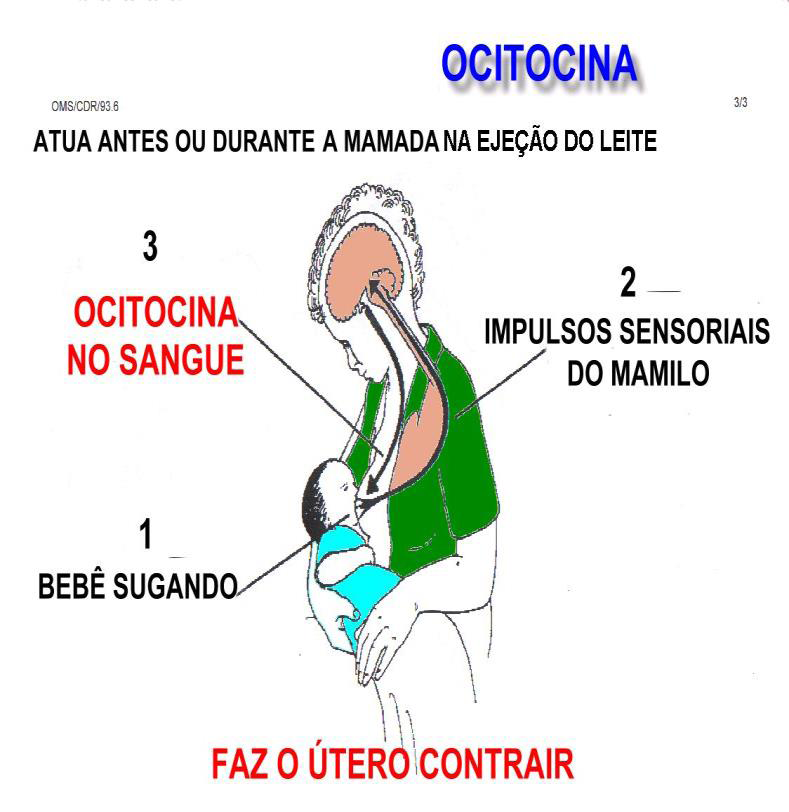 OCITOCINA
OMS/CDR/93.6
3/3
ATUA ANTES OU DURANTE A MAMADA NA EJEÇÃO DO LEITE
3
OCITOCINA
NO SANGUE
2
IMPULSOS SENSORIAIS
DO MAMILO
1
BEBÊ SUGANDO
FAZ O ÚTERO CONTRAIR